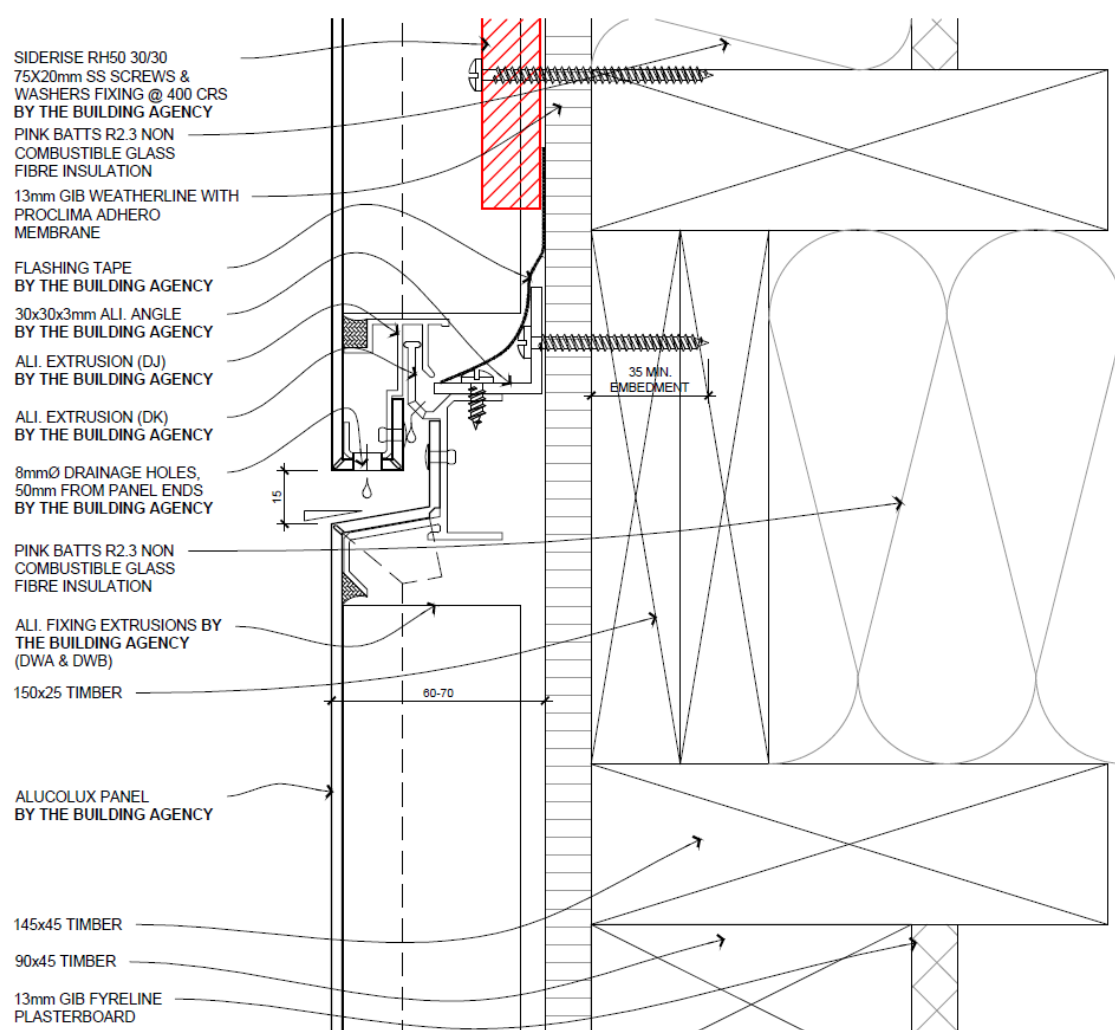 SIDERISE RH50 30/30
75X20mm SS SCREWS &
WASHERS FIXING @ 400 CRS
BY THE BUILDING AGENCY
PINK BATTS R2.3 NON
COMBUSTIBLE GLASS
FIBRE INSULATION
13mm GIB WEATHERLINE WITH
PROCLIMA ADHERO
MEMBRANE
FLASHING TAPE
BY THE BUILDING AGENCY
30x30x3mm ALI. ANGLE
BY THE BUILDING AGENCY
ALI. EXTRUSION (DJ)
BY THE BUILDING AGENCY
ALI. EXTRUSION (DK)
BY THE BUILDING AGENCY
8mmØ DRAINAGE HOLES,
50mm FROM PANEL ENDS
BY THE BUILDING AGENCY
PINK BATTS R2.3 NON
COMBUSTIBLE GLASS
FIBRE INSULATION
ALI. FIXING EXTRUSIONS BY
THE BUILDING AGENCY
(DWA & DWB)
150x25 TIMBER
ALUCOLUX PANEL
BY THE BUILDING AGENCY
145x45 TIMBER
90x45 TIMBER
13mm GIB FYRELINE
PLASTERBOARD
35 MIN.
EMBEDMENT
15
60-70